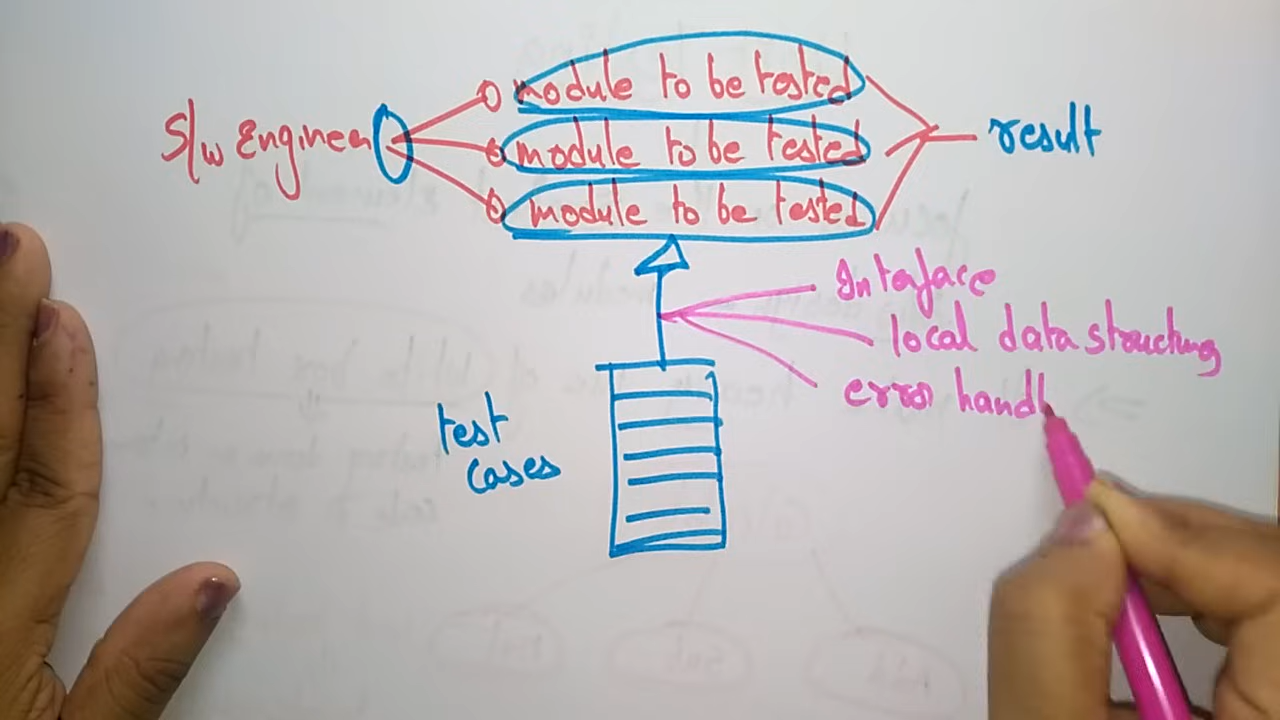 module to be tested
S/w Engineer module to be tested result
module to be tested
Interface
local data structures
error handl
test
cases